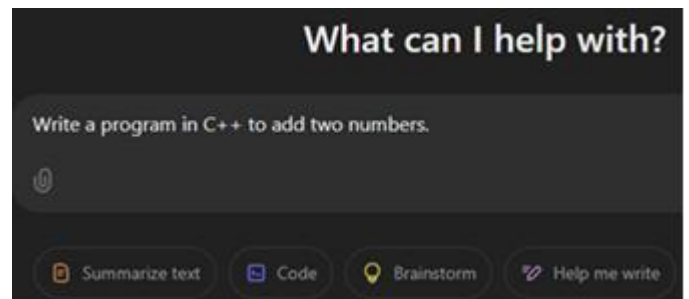 What can I help with?
Write a program in C++ to add two numbers.
Summarize text Code Brainstorm Help me write